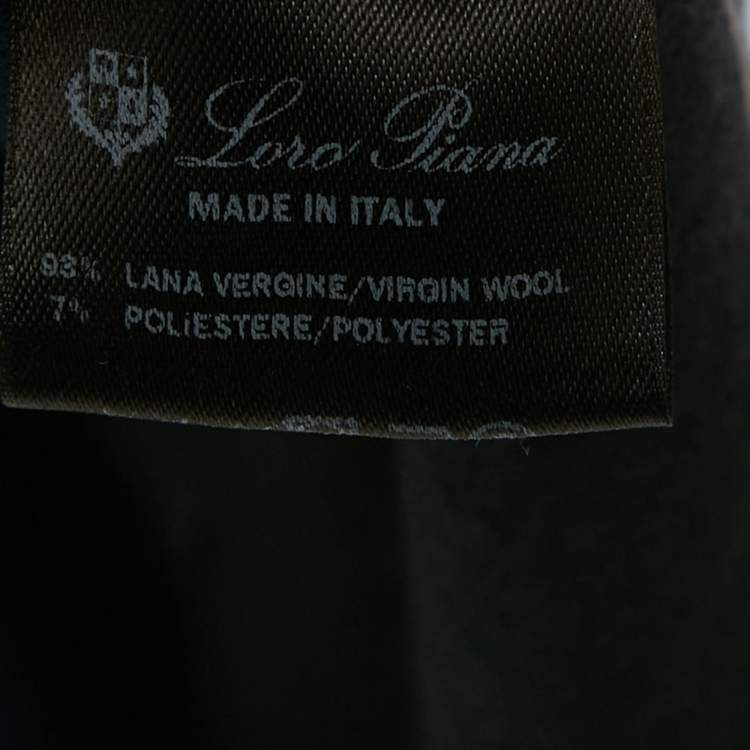 Loro Piana
MADE IN ITALY
93% LANA VERGINE/VIRGIN WOOL
7% POLIESTERE/POLYESTER